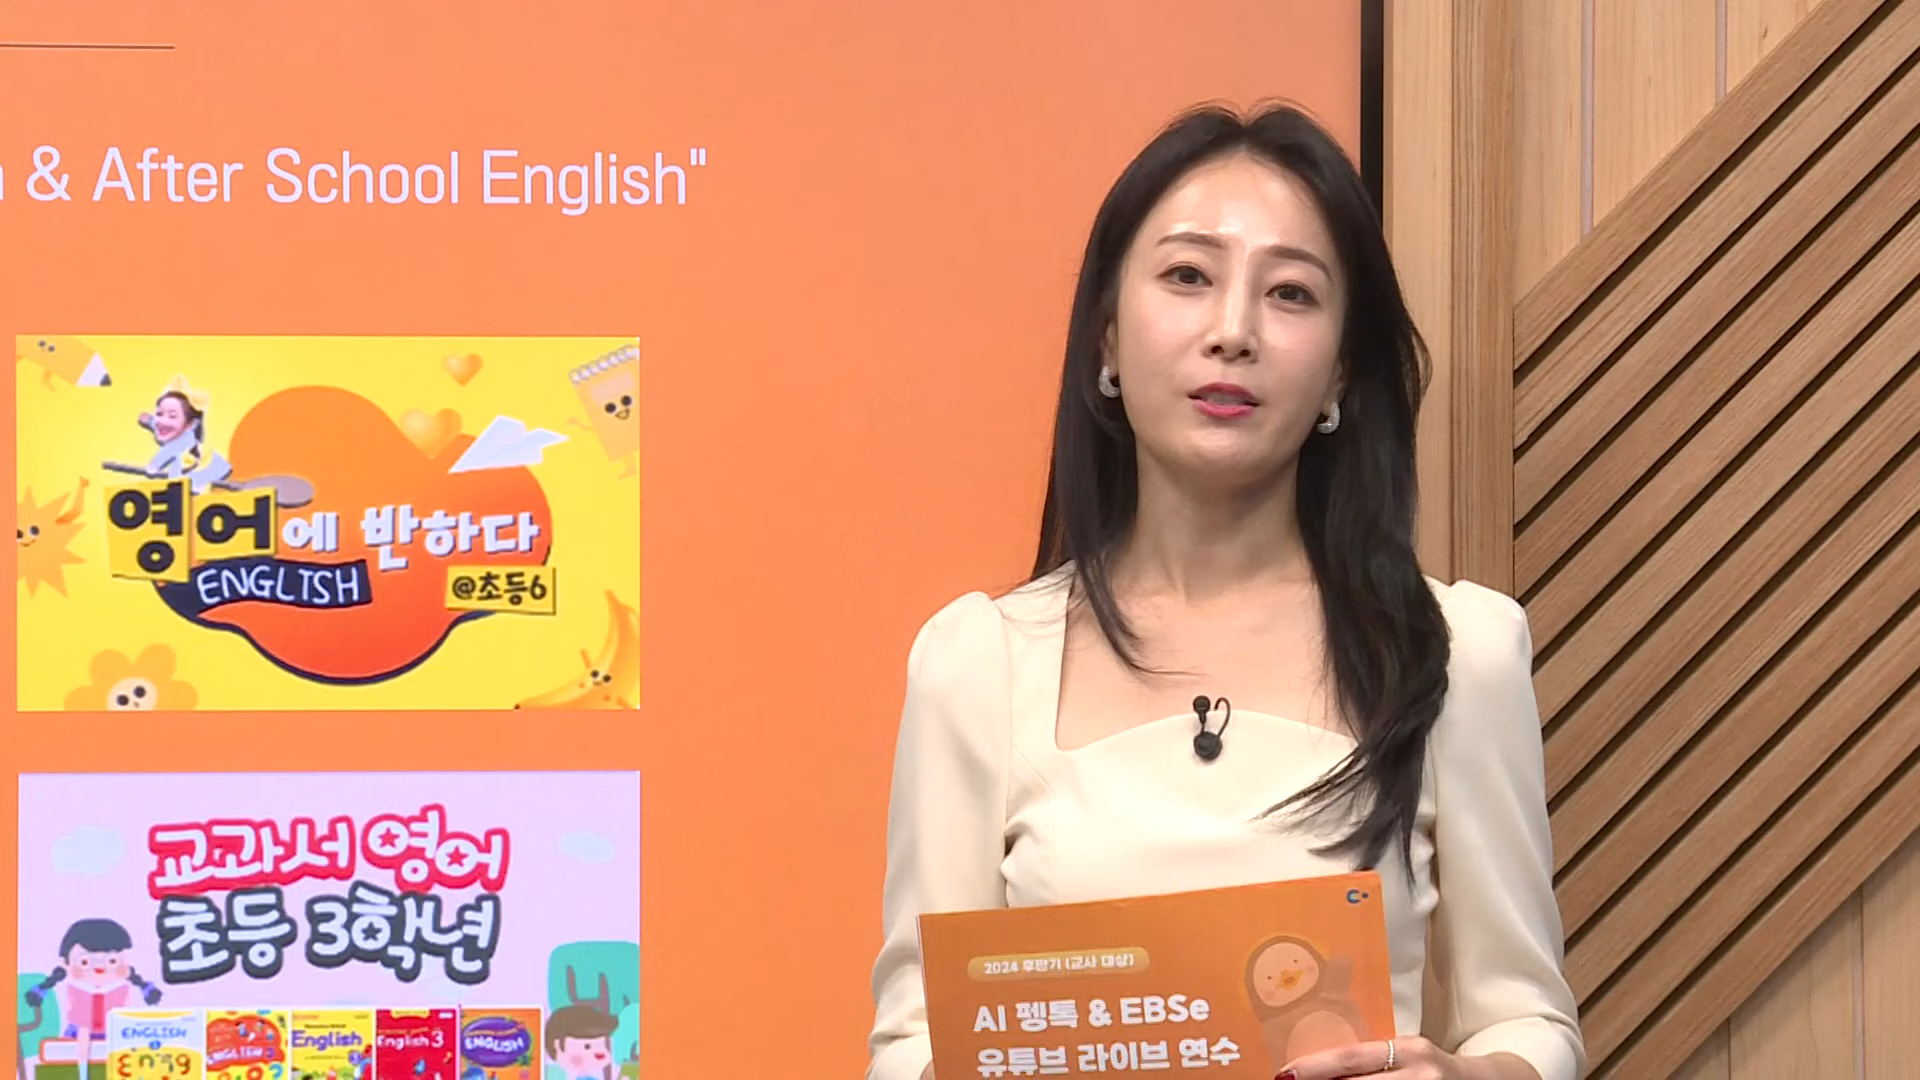 & After School English"
영어에 반하다
ENGLISH
@초등6
교과서 영어
초등 3학년
ENGLISH
ENGLISH
English
English 3
ENGLISH
2024 후반기 (교사 대상)
AI 펭톡 & EBSe
유튜브 라이브 연수